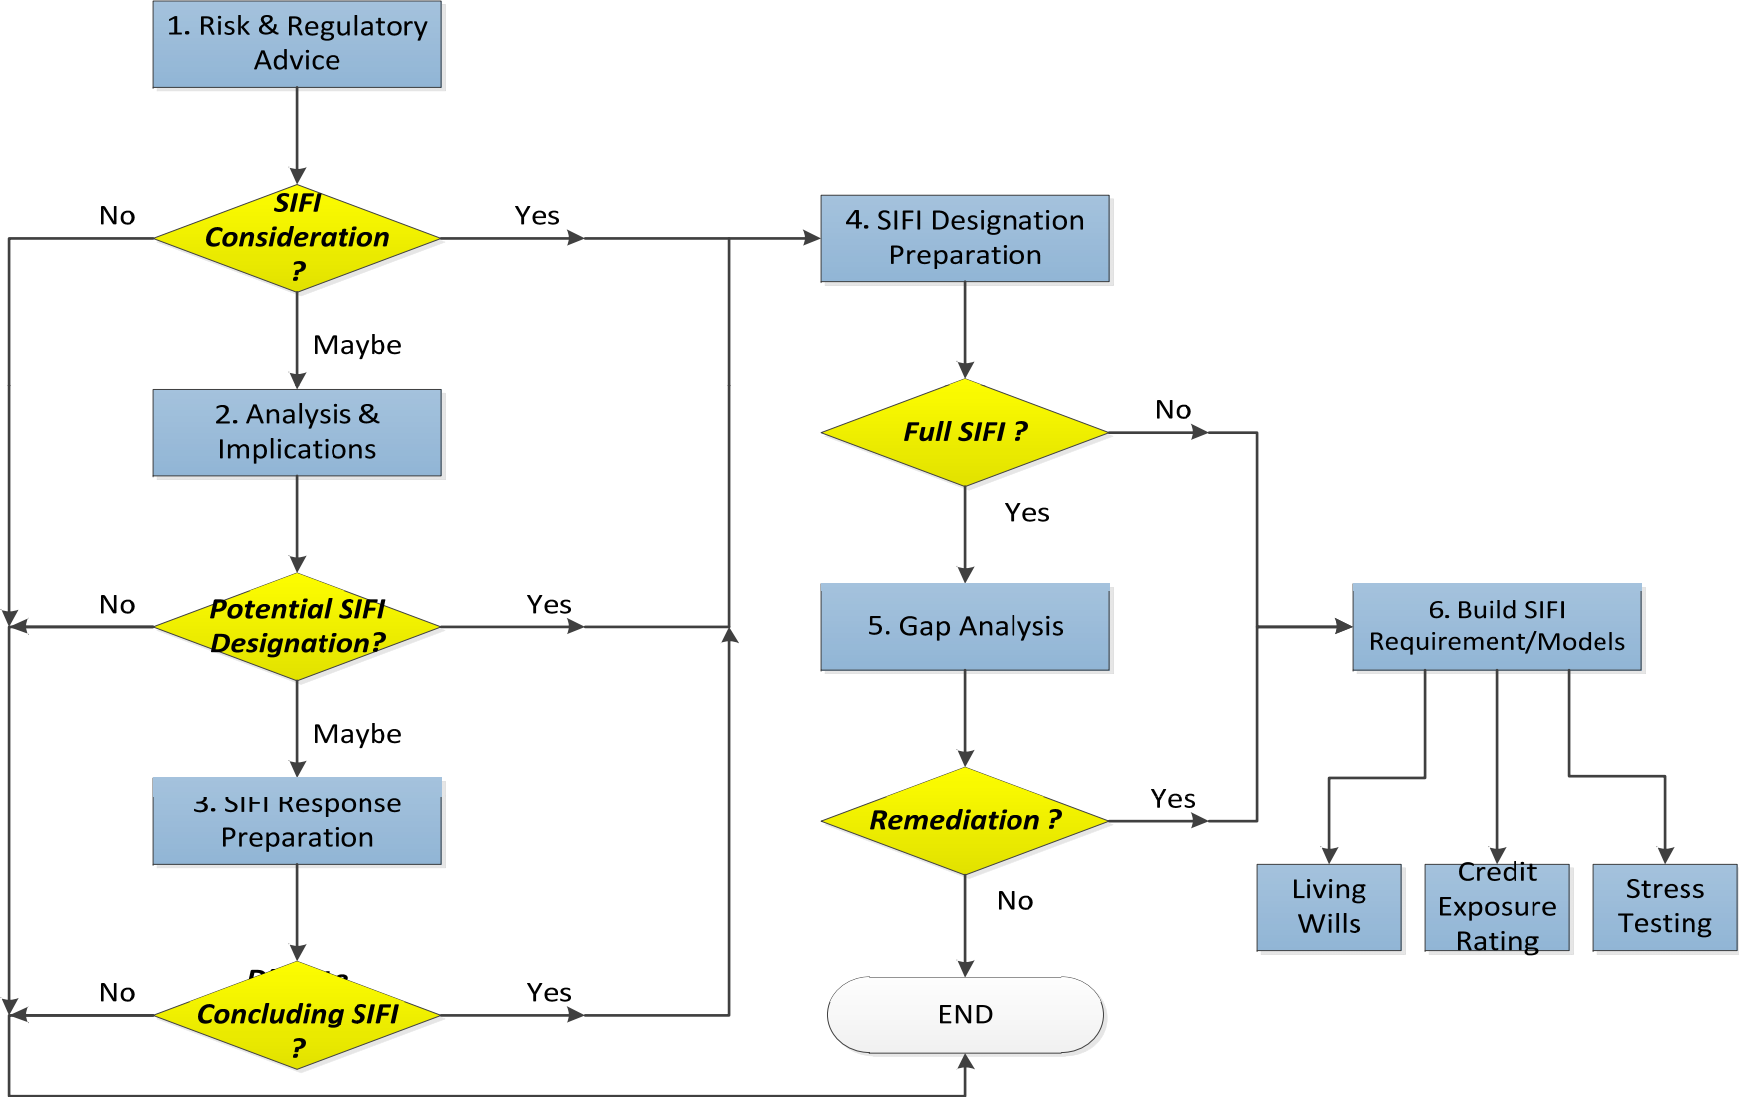 1. Risk & Regulatory
Advice
SIFI
Consideration
?
No
Yes
Maybe
2. Analysis &
Implications
Potential SIFI
Designation?
No
Yes
Maybe
3. SIFI Response
Preparation
Concluding SIFI
?
No
Yes
4. SIFI Designation
Preparation
Full SIFI ?
No
Yes
5. Gap Analysis
Remediation ?
Yes
No
END
6. Build SIFI
Requirement/Models
Living
Wills
Credit
Exposure
Rating
Stress
Testing